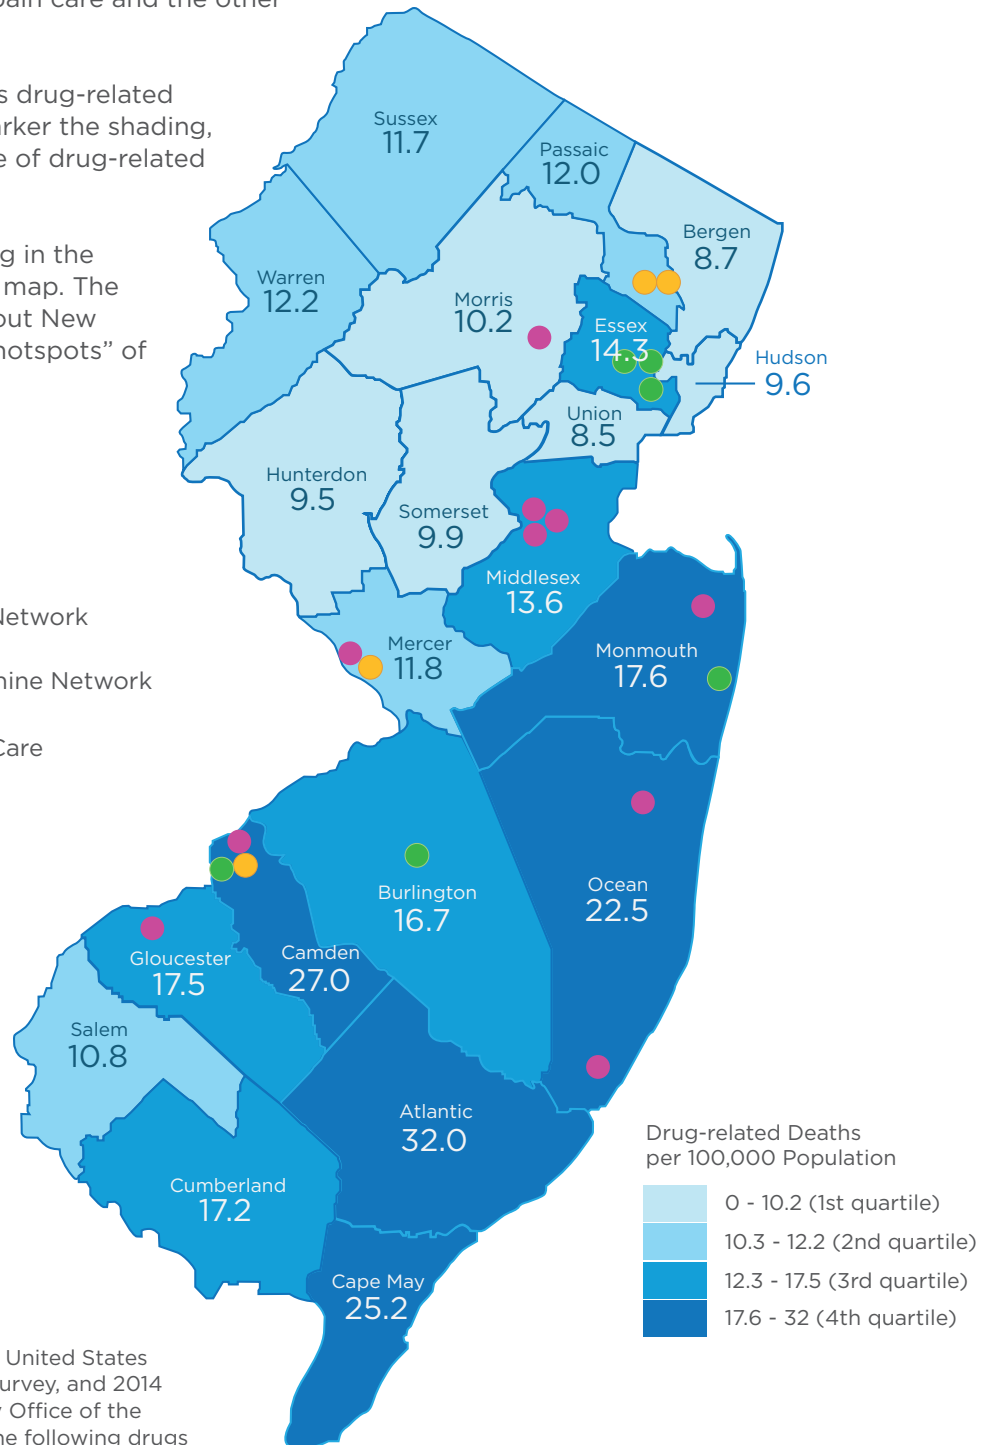 pain care and the other
s drug-related
arker the shading,
e of drug-related
g in the
map. The
out New
hotspots” of
Network
hine Network
Care
Sussex
11.7
Passaic
12.0
Bergen
8.7
Warren
12.2
Morris
10.2
Essex
14.3
Hudson
9.6
Union
8.5
Hunterdon
9.5
Somerset
9.9
Middlesex
13.6
Mercer
11.8
Monmouth
17.6
Ocean
22.5
Burlington
16.7
Camden
27.0
Gloucester
17.5
Salem
10.8
Atlantic
32.0
Cumberland
17.2
Cape May
25.2
Drug-related Deaths
per 100,000 Population
0 - 10.2 (1st quartile)
10.3 - 12.2 (2nd quartile)
12.3 - 17.5 (3rd quartile)
17.6 - 32 (4th quartile)
United States
urvey, and 2014
Office of the
he following drugs